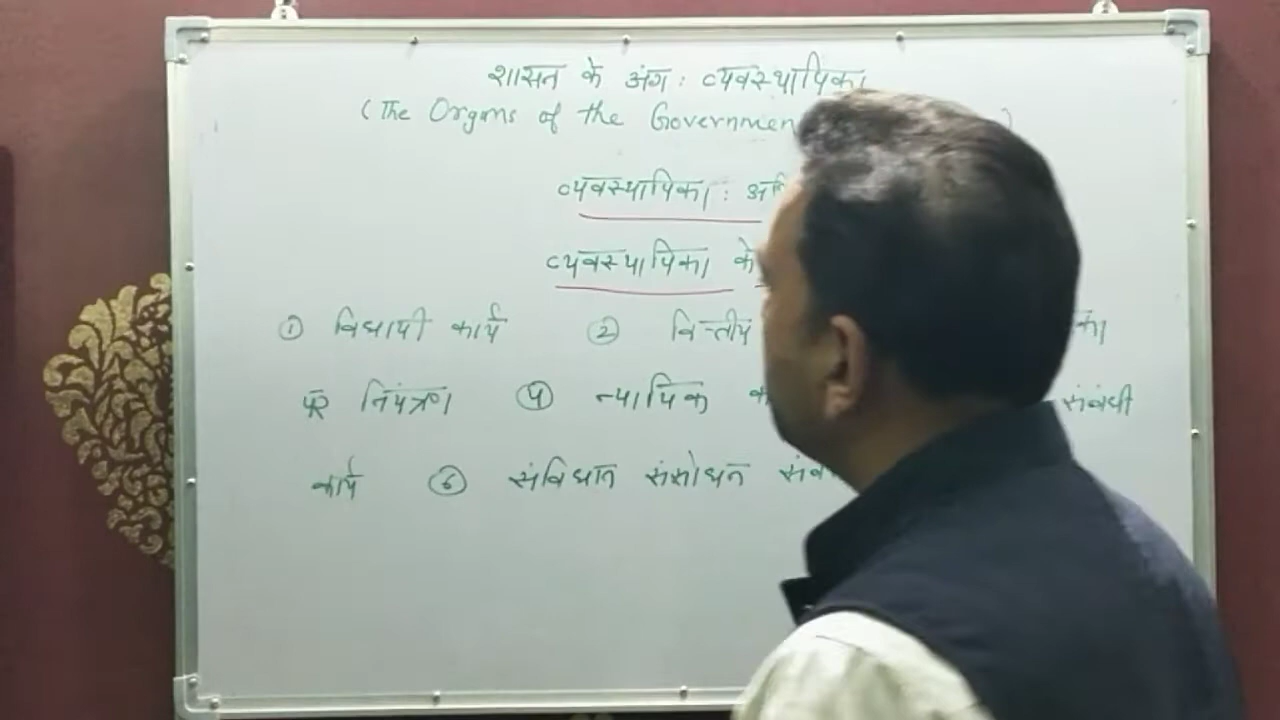 शासन के अंग : व्यवस्थापिका
(The Organs of the Governmen )
व्यवस्थापिका : अ
व्यवस्थापिका के
① विधायी कार्य ② वित्तीय का
पर नियंत्रण ④ न्यायिक संबंधी
कार्य ⑥ संविधान संसोधन संब